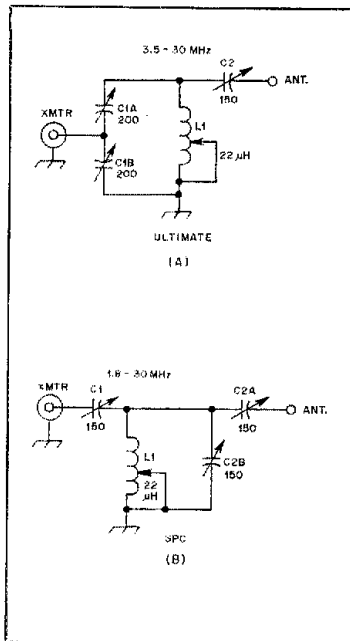 3.5 - 30 MHz
C2
150
ANT.
XMTR
C1A
200
L1
22 µH
C1B
200
ULTIMATE
(A)
1.8 - 30 MHz
XMTR
C1
150
C2A
150
ANT.
L1
22
µH
C2B
150
SPC
(B)